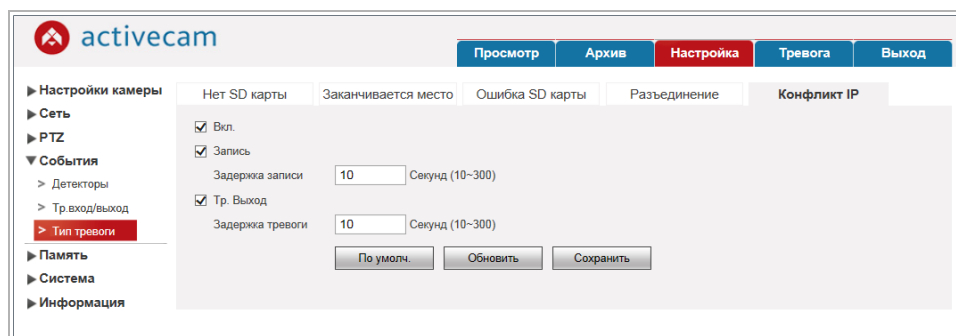 activecam
Просмотр Архив Настройка Тревога Выход
Настройки камеры
Сеть
PTZ
События
> Детекторы
> Тр.вход/выход
> Тип тревоги
Память
Система
Информация
Нет SD карты Заканчивается место Ошибка SD карты Разъединение Конфликт IP
Вкл.
Запись
Задержка записи 10 Секунд (10~300)
Тр. Выход
Задержка тревоги 10 Секунд (10~300)
По умолч. Обновить Сохранить